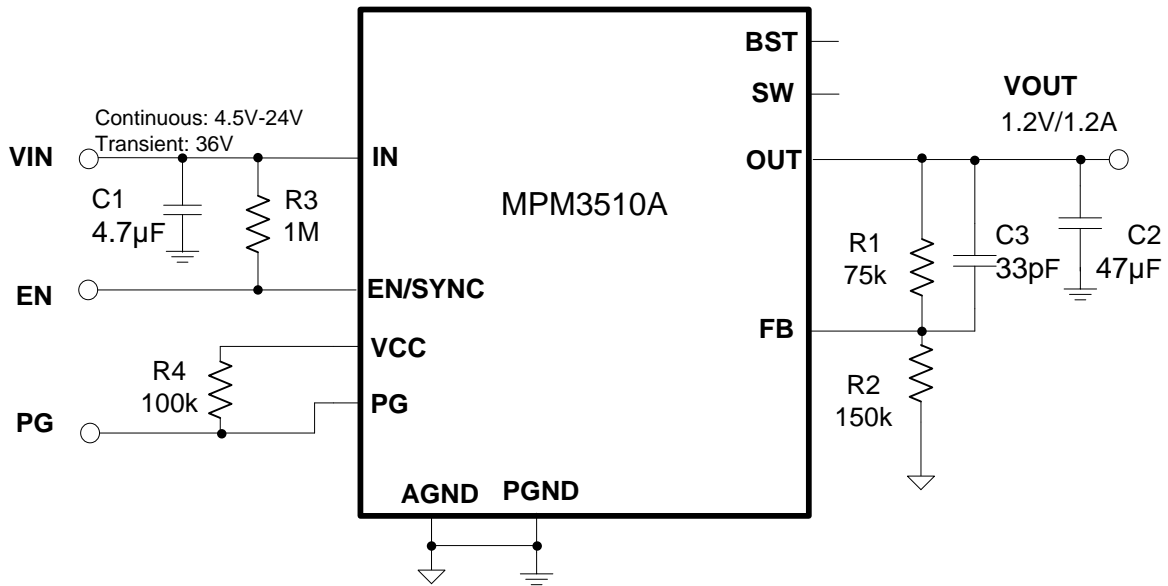 BST
SW
VOUT
1.2V/1.2A
Continuous: 4.5V-24V
Transient: 36V
VIN
IN
OUT
C1
4.7µF
R3
1M
MPM3510A
R1
75k
C3
33pF
C2
47µF
EN
EN/SYNC
FB
VCC
R4
100k
PG
PG
R2
150k
AGND
PGND